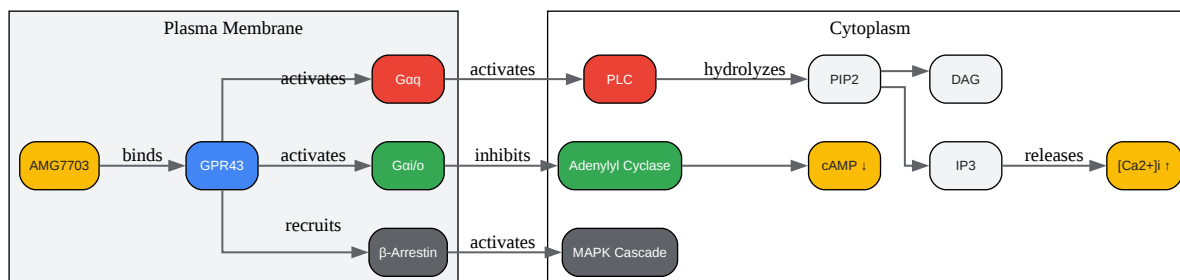 Plasma Membrane
Cytoplasm
activates
Gαq
activates
PLC
hydrolyzes
PIP2
DAG
AMG7703
binds
GPR43
activates
Gαi/o
inhibits
Adenylyl Cyclase
cAMP ↓
IP3
releases
[Ca2+]i ↑
recruits
β-Arrestin
activates
MAPK Cascade